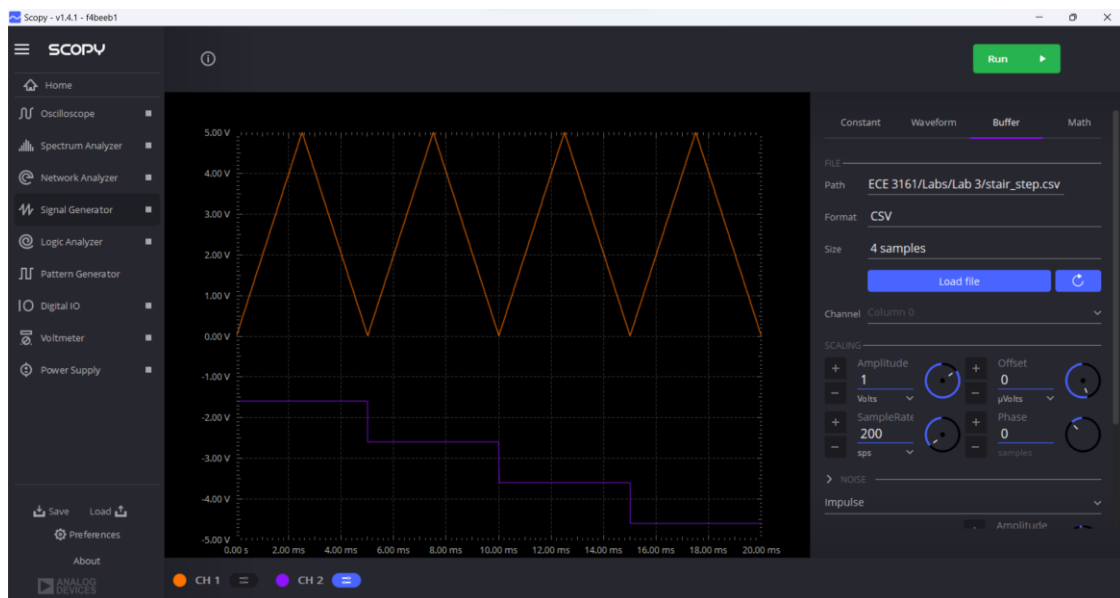 Scopy - v1.4.1 - f4beeb1
SCOPY
Home
Oscilloscope
Spectrum Analyzer
Network Analyzer
Signal Generator
Logic Analyzer
Pattern Generator
Digital IO
Voltmeter
Power Supply
Save Load
Preferences
About
ANALOG
DEVICES
Run
5.00 V
4.00 V
3.00 V
2.00 V
1.00 V
0.00 V
-1.00 V
-2.00 V
-3.00 V
-4.00 V
-5.00 V
0.00 s 2.00 ms 4.00 ms 6.00 ms 8.00 ms 10.00 ms 12.00 ms 14.00 ms 16.00 ms 18.00 ms 20.00 ms
CH 1 CH 2
Constant Waveform Buffer Math
FILE
Path ECE 3161/Labs/Lab 3/stair_step.csv
Format CSV
Size 4 samples
Load file
Channel Column 0
SCALING
Amplitude Offset
1 0
Volts µVolts
SampleRate Phase
200 0
sps samples
NOISE
Impulse
Amplitude